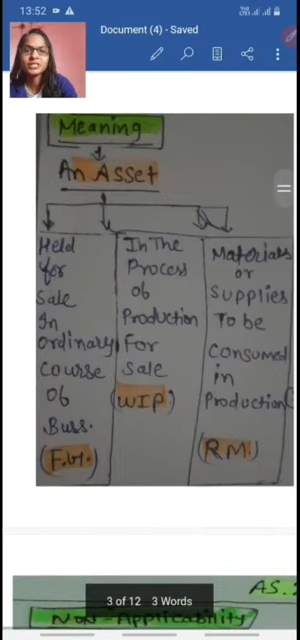 13:52
Document (4) - Saved
Meaning
An Asset
Held
for
Sale
In
ordinary
Course
Of
Buss.
(F.G.)
In The
Process
Of
Production
For
Sale
(WIP)
Materials
or
Supplies
To be
Consumed
in
Production
(RM.)
AS.2
3 of 12 3 Words
Non-Applicability